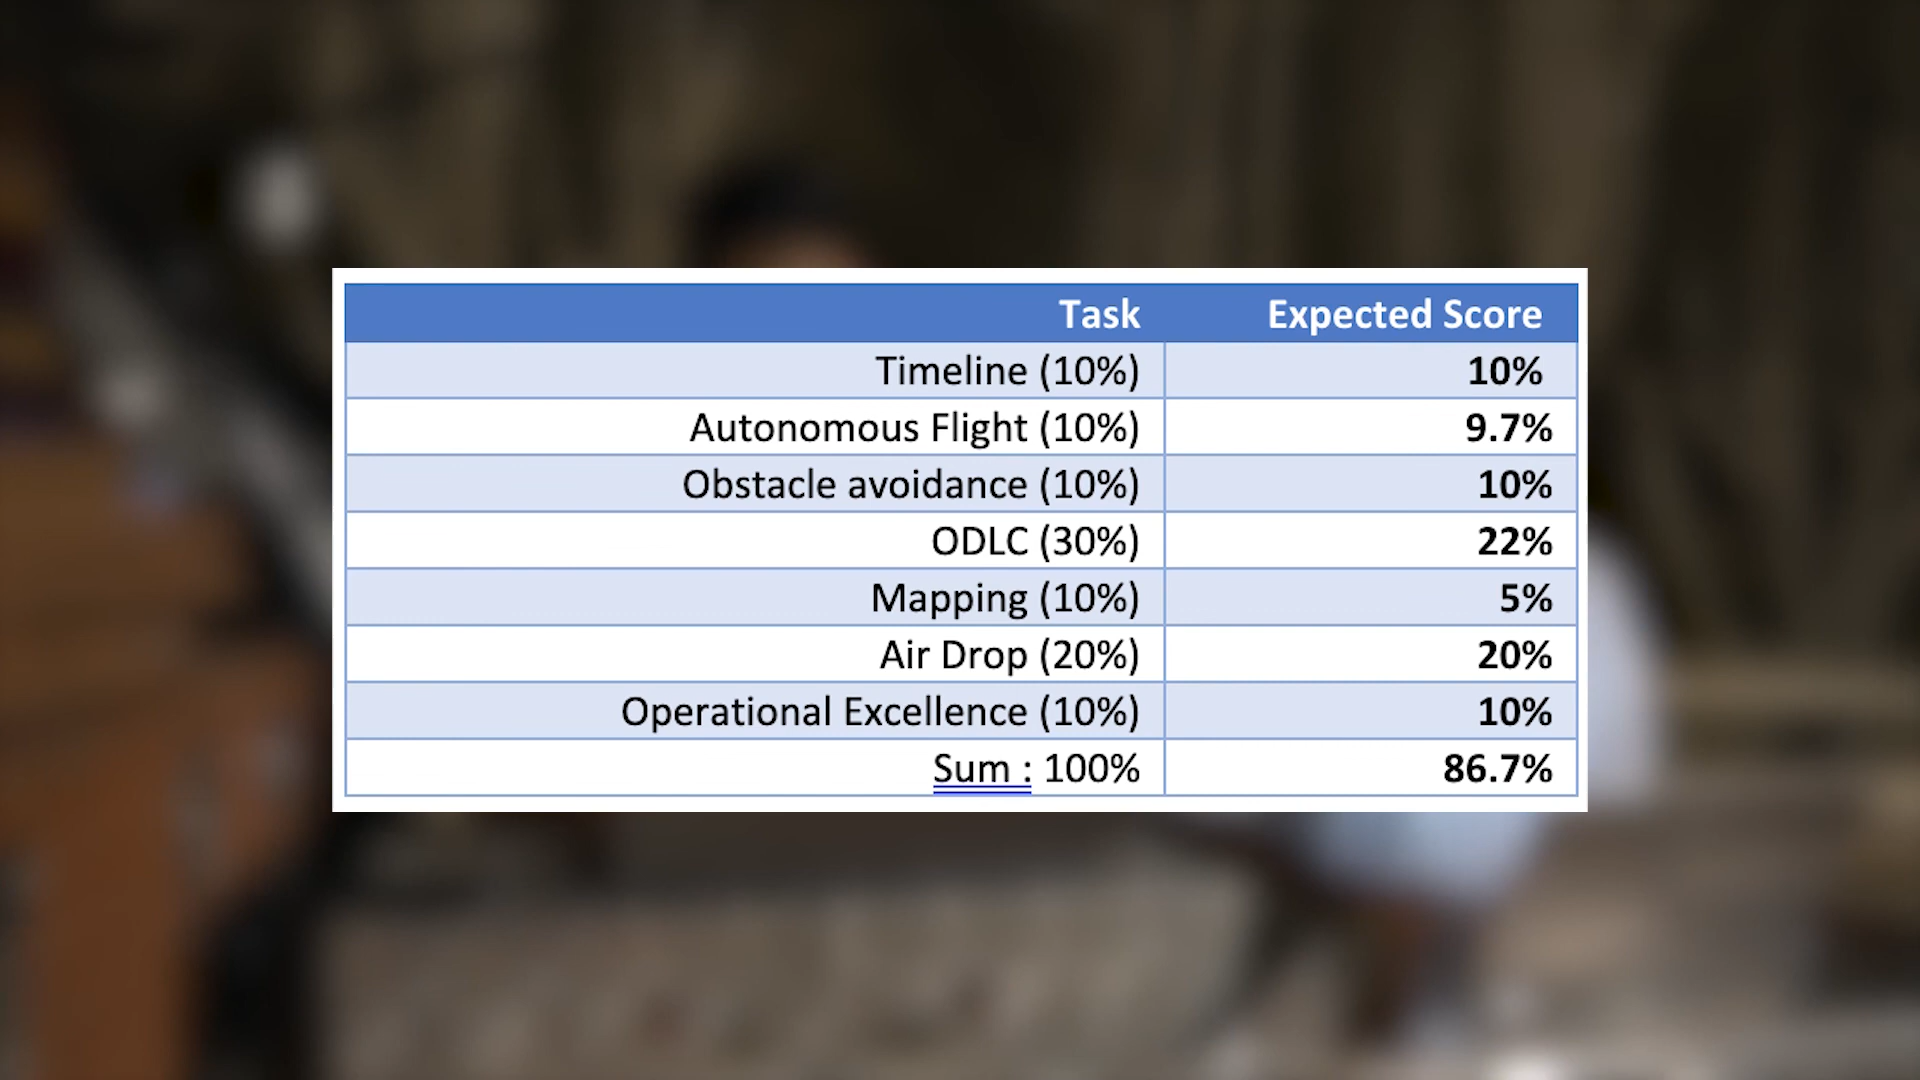 Task Expected Score
Timeline (10%) 10%
Autonomous Flight (10%) 9.7%
Obstacle avoidance (10%) 10%
ODLC (30%) 22%
Mapping (10%) 5%
Air Drop (20%) 20%
Operational Excellence (10%) 10%
Sum : 100% 86.7%